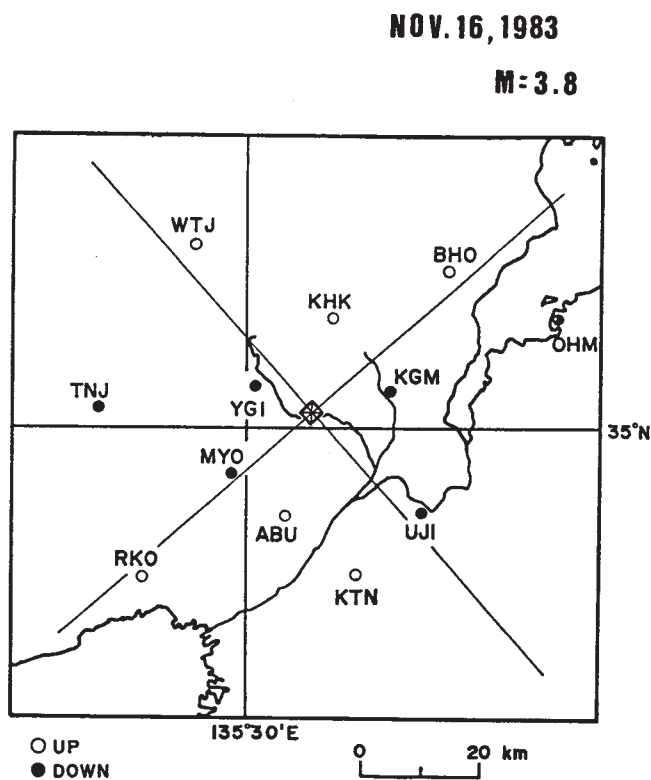 NOV. 16, 1983
M=3.8
WTJ
BHO
KHK
OHM
KGM
TNJ
YGI
35°N
MYO
ABU
UJI
RKO
KTN
135°30'E
○ UP
● DOWN
0 20 km